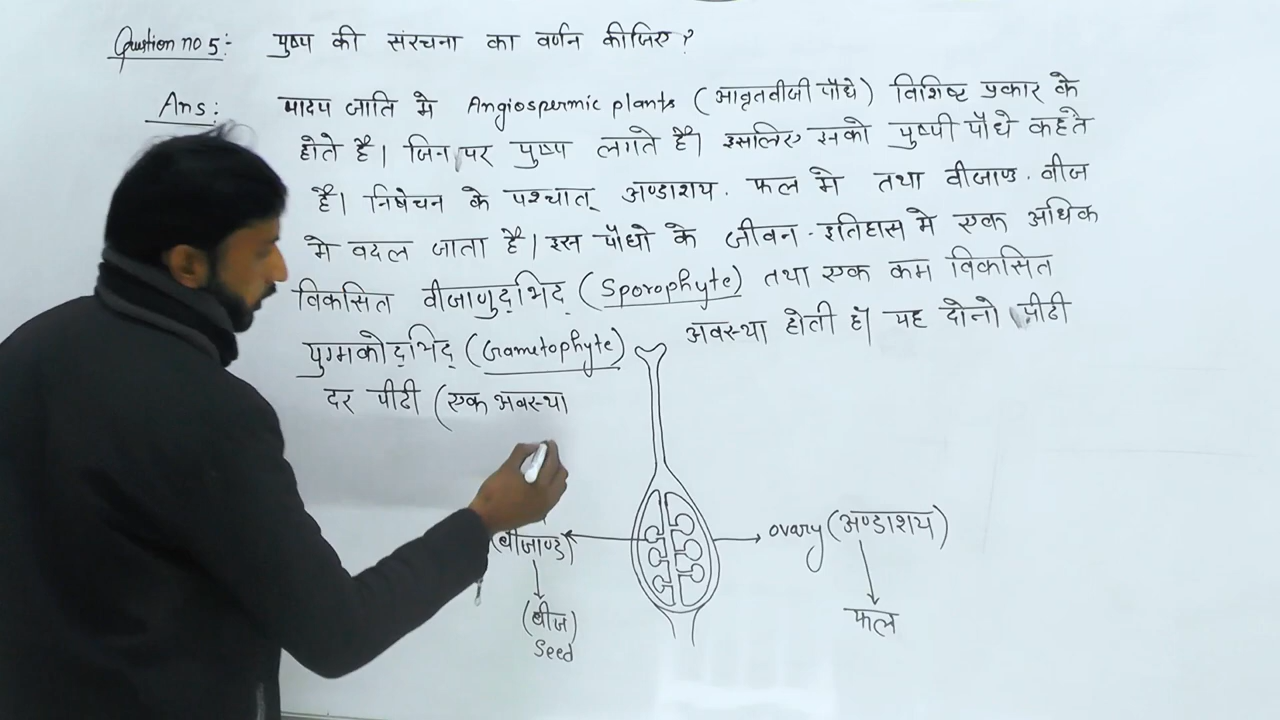 Question no 5:- पुष्प की संरचना का वर्णन कीजिए?
Ans: पादप जाति मे Angiospermic plants (आवृतबीजी पौधे) विशिष्ट प्रकार के
होते है। जिन पर पुष्प लगते है। इसलिए इसको पुष्पी पौधे कहते
है। निषेचन के पश्चात् अण्डाशय. फल मे तथा बीजाण्ड. बीज
मे बदल जाता है। इस पौधो के जीवन-इतिहास मे एक अधिक
विकसित बीजाणुद्भिद् (Sporophyte) तथा एक कम विकसित
युग्मकोद्भिद् (Gametophyte) अवस्था होती है। यह दोनो पीढी
दर पीढी (एक अवस्था
(बीजाण्ड)
ovary (अण्डाशय)
(बीज)
Seed
फल